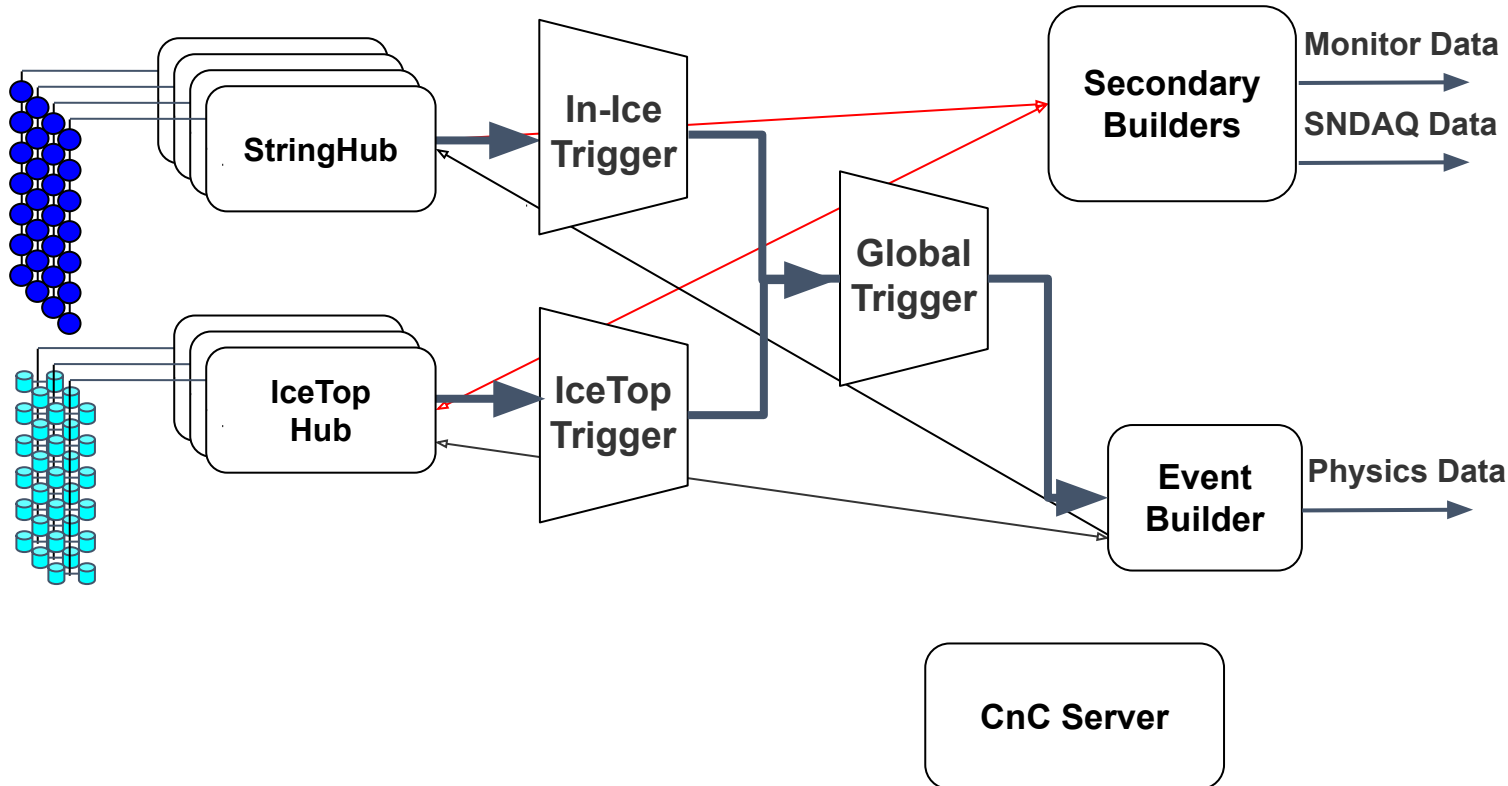 Monitor Data
Secondary
Builders
SNDAQ Data
In-Ice
Trigger
StringHub
Global
Trigger
IceTop
Hub
IceTop
Trigger
Event
Builder
Physics Data
CnC Server